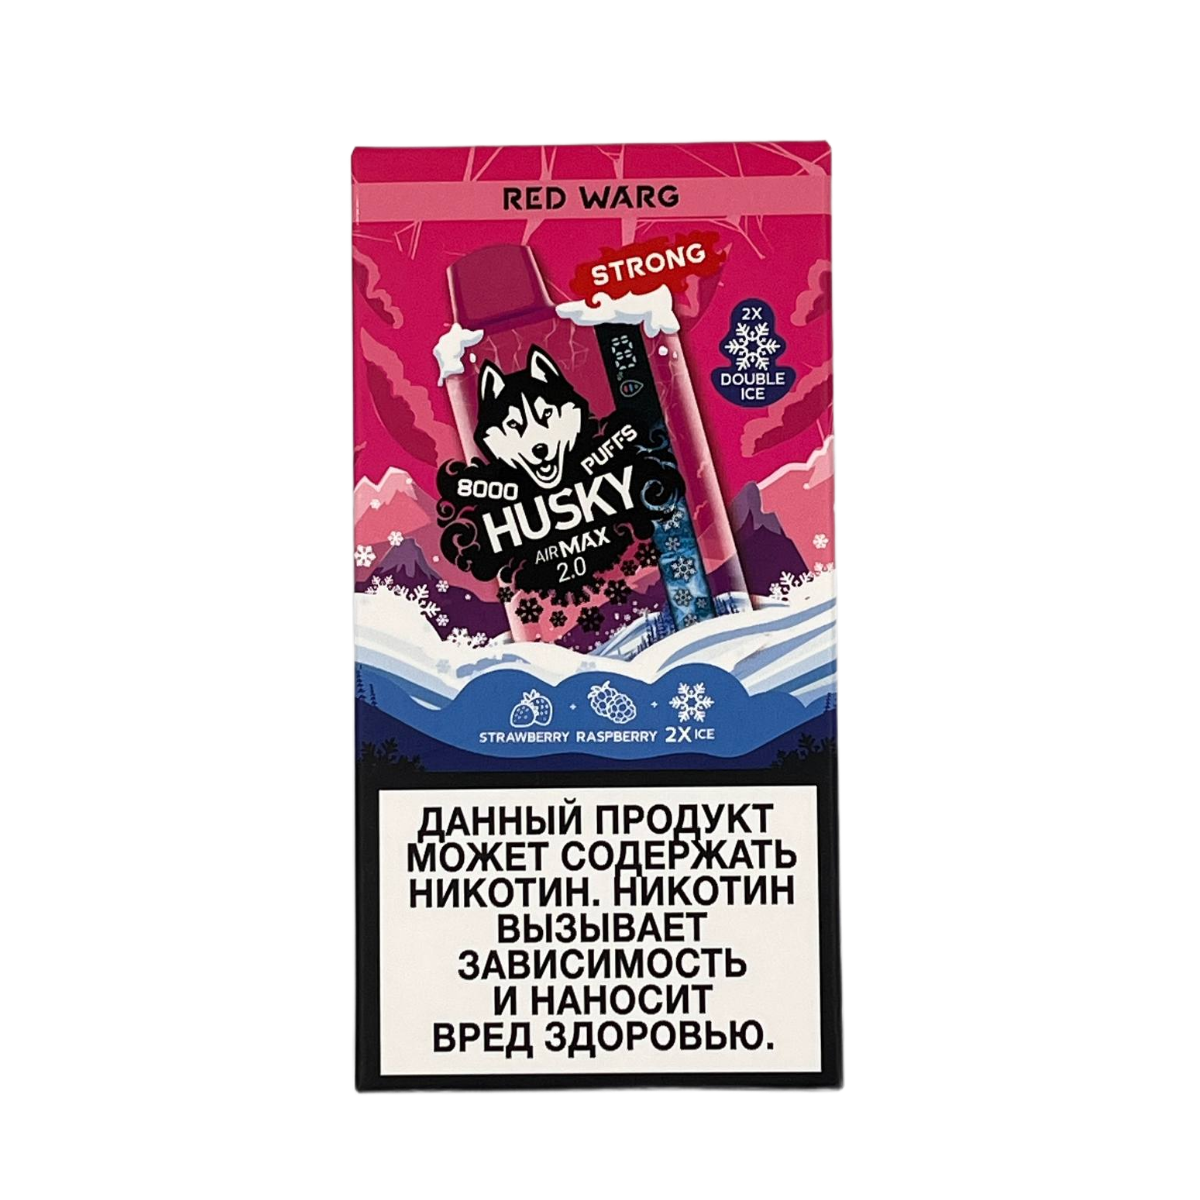 RED WARG
STRONG
2X
DOUBLE
ICE
8000 PUFFS
HUSKY
AIR MAX
2.0
STRAWBERRY + RASPBERRY + 2X ICE
ДАННЫЙ ПРОДУКТ
МОЖЕТ СОДЕРЖАТЬ
НИКОТИН. НИКОТИН
ВЫЗЫВАЕТ
ЗАВИСИМОСТЬ
И НАНОСИТ
ВРЕД ЗДОРОВЬЮ.